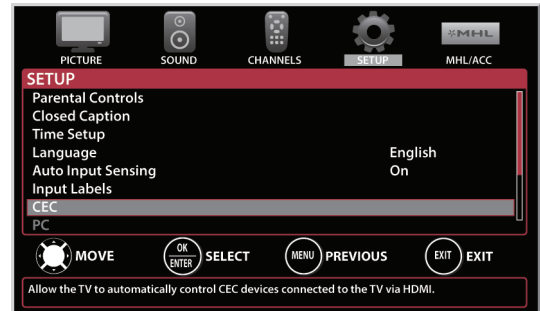 MHL
PICTURE SOUND CHANNELS SETUP MHL/ACC
SETUP
Parental Controls
Closed Caption
Time Setup
Language English
Auto Input Sensing On
Input Labels
CEC
PC
MOVE OK ENTER SELECT MENU PREVIOUS EXIT EXIT
Allow the TV to automatically control CEC devices connected to the TV via HDMI.